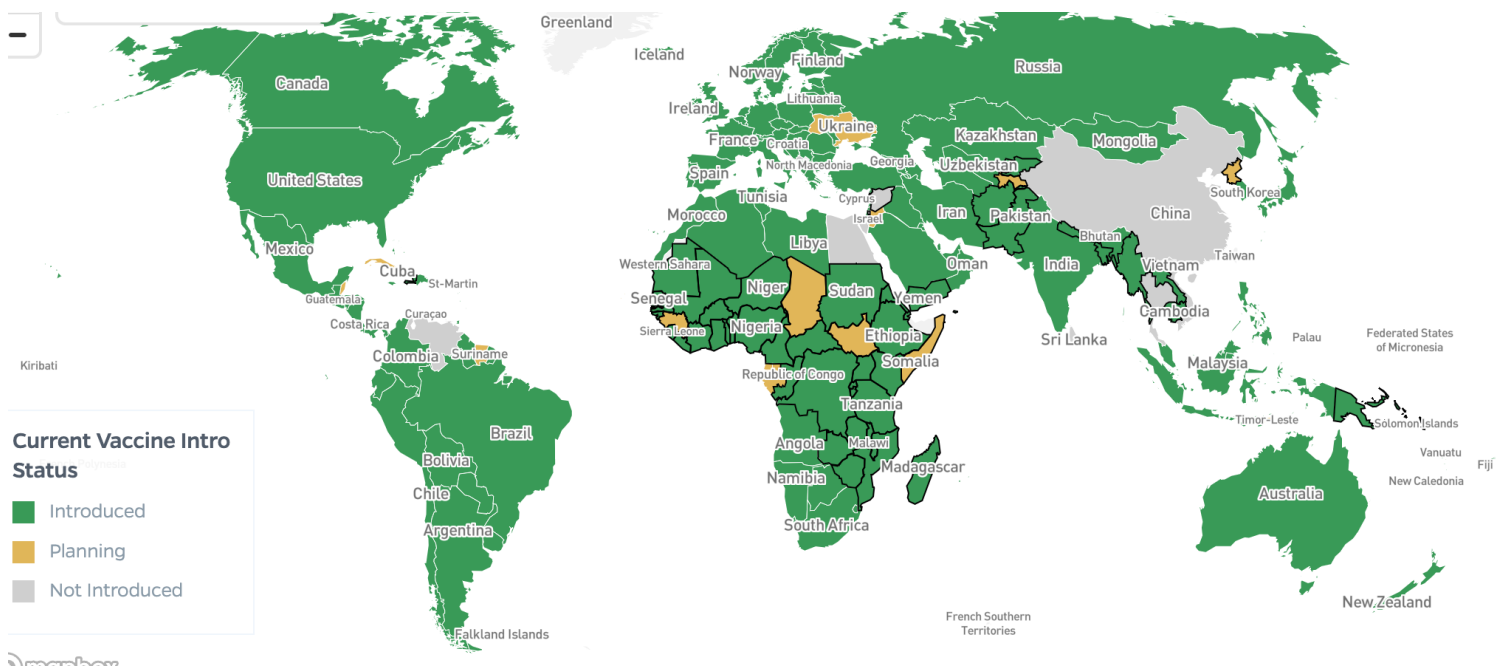 Greenland
Iceland
Finland
Norway
Russia
Canada
Lithuania
Ireland
Ukraine
France
Croatia
Kazakhstan
Mongolia
North Macedonia
Georgia
Uzbekistan
Spain
United States
South Korea
Tunisia
Cyprus
Morocco
Israel
Iran
Pakistan
China
Mexico
Libya
Bhutan
Taiwan
Western Sahara
Oman
India
Vietnam
Cuba
St-Martin
Guatemala
Senegal
Niger
Sudan
Yemen
Curaçao
Costa Rica
Sierra Leone
Nigeria
Ethiopia
Cambodia
Sri Lanka
Colombia
Suriname
Somalia
Palau
Federated States
of Micronesia
Kiribati
Republic of Congo
Malaysia
Tanzania
Timor-Leste
Solomon Islands
Brazil
Angola
Malawi
Vanuatu
Bolivia
Madagascar
Fiji
Namibia
New Caledonia
Chile
Australia
South Africa
Argentina
New Zealand
French Southern
Territories
Falkland Islands
Current Vaccine Intro
Status
Introduced
Planning
Not Introduced
mapbox